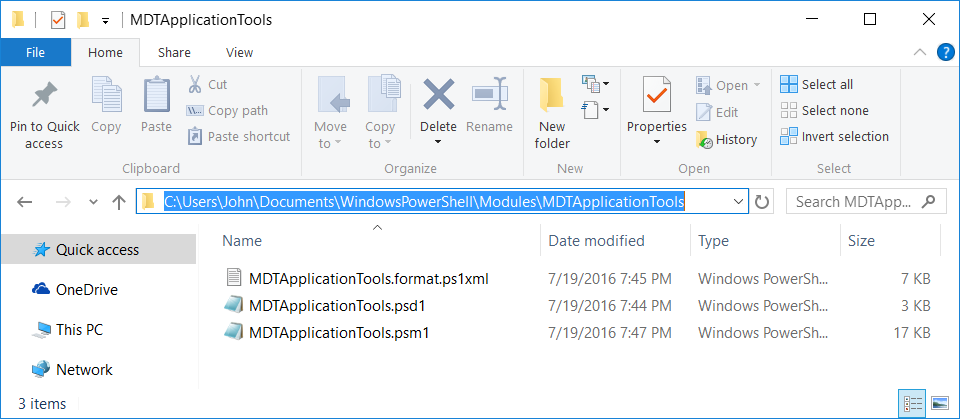 MDTApplicationTools
File Home Share View
Pin to Quick access
Copy
Paste
Cut
Copy path
Paste shortcut
Move to
Copy to
Delete
Rename
New folder
Properties
Open
Edit
History
Select all
Select none
Invert selection
Clipboard Organize New Open Select
C:\Users\John\Documents\WindowsPowerShell\Modules\MDTApplicationTools
Search MDTApp...
Quick access
OneDrive
This PC
Network
Name Date modified Type Size
MDTApplicationTools.format.ps1xml 7/19/2016 7:45 PM Windows PowerSh... 7 KB
MDTApplicationTools.psd1 7/19/2016 7:44 PM Windows PowerSh... 3 KB
MDTApplicationTools.psm1 7/19/2016 7:47 PM Windows PowerSh... 17 KB
3 items